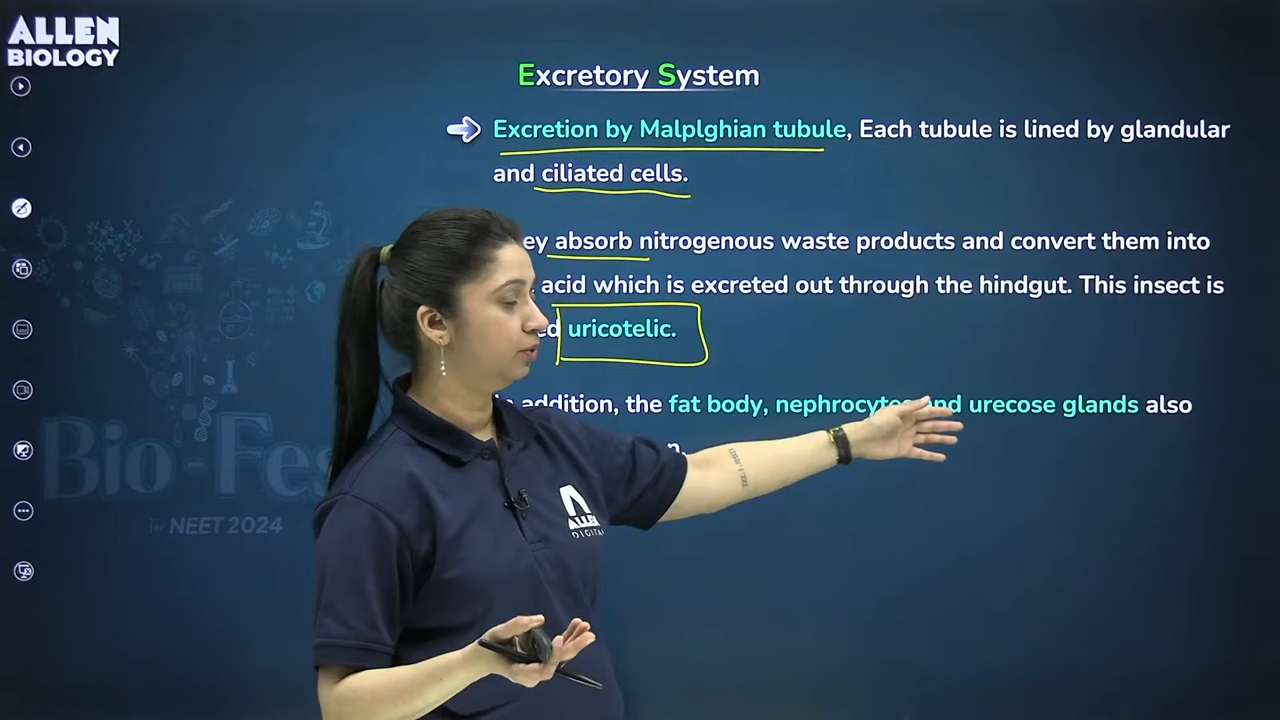 ALLEN
BIOLOGY
Excretory System
Excretion by Malplghian tubule, Each tubule is lined by glandular
and ciliated cells.
absorb nitrogenous waste products and convert them into
acid which is excreted out through the hindgut. This insect is
uricotelic.
addition, the fat body, nephrocytes and urecose glands also
Bio-Fes
for NEET 2024
ALLEN
DIGITAL